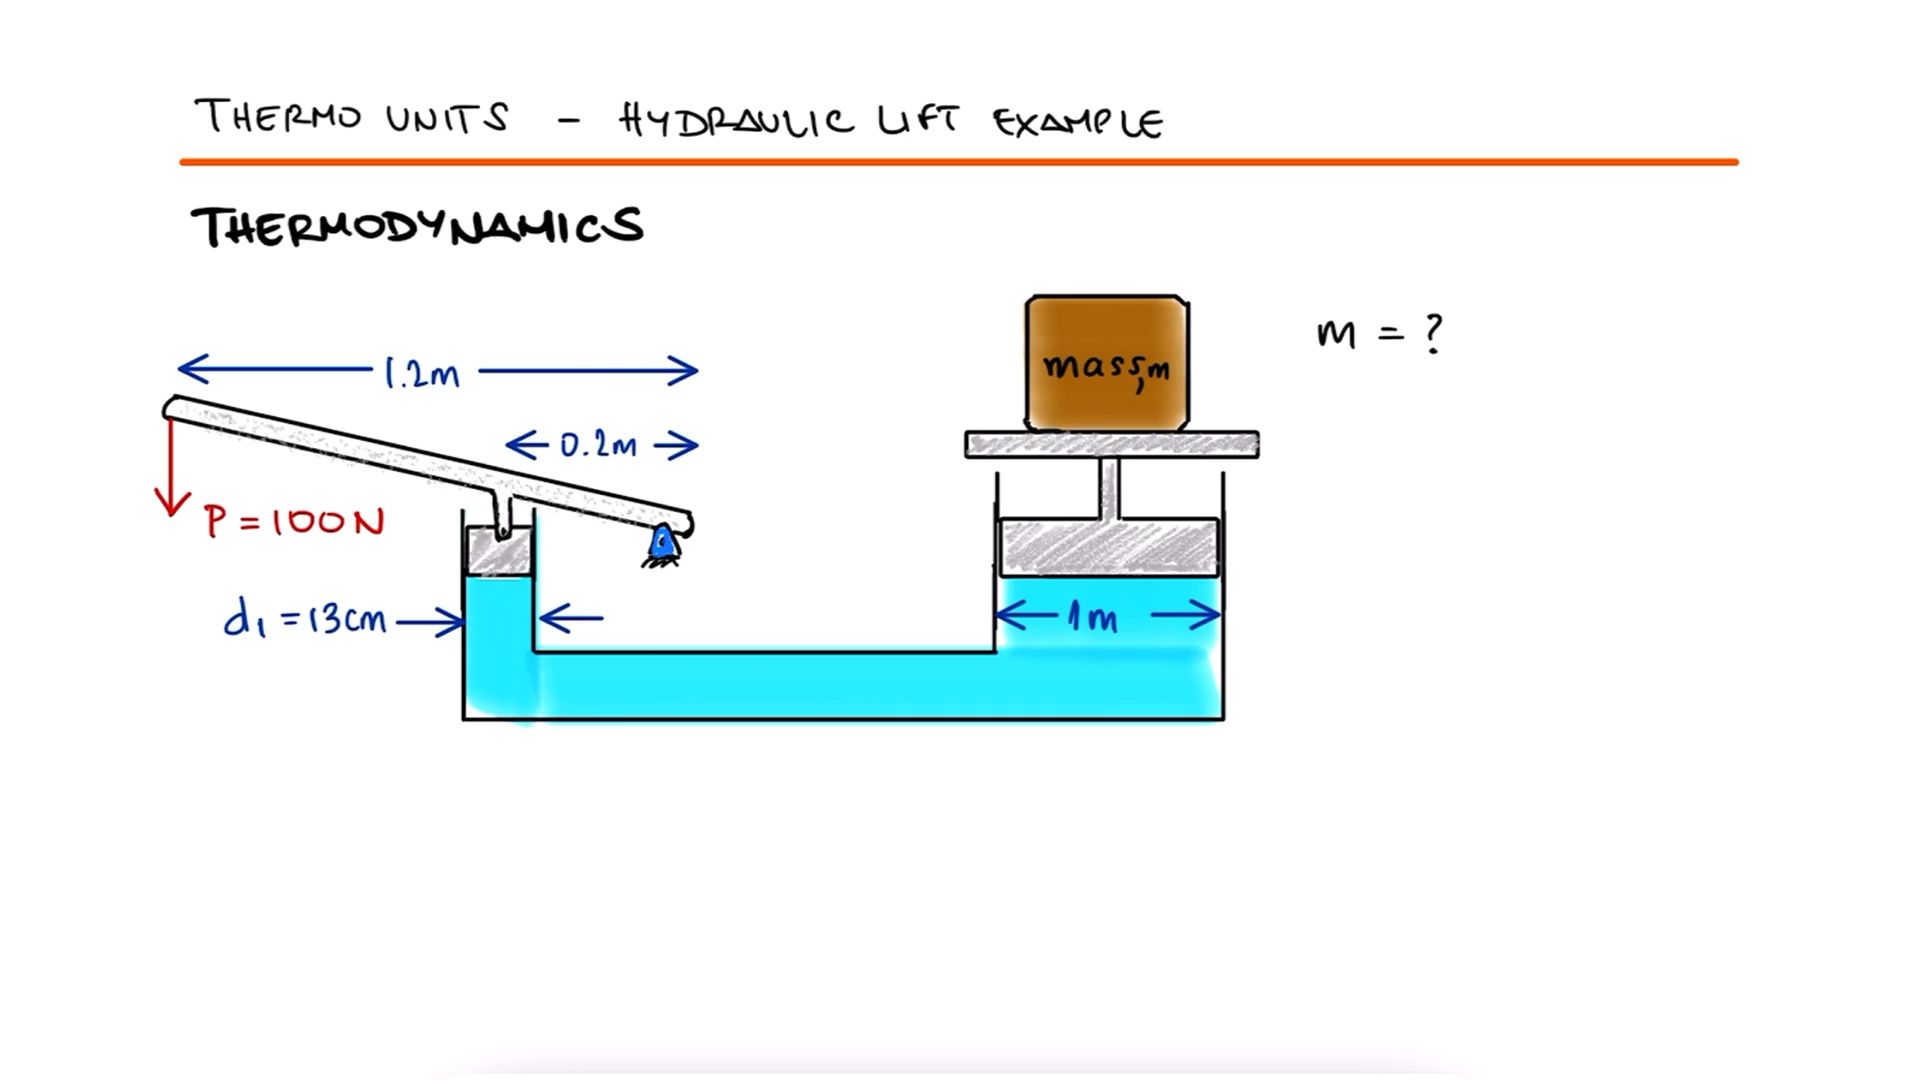 THERMO UNITS - HYDRAULIC LIFT EXAMPLE
THERMODYNAMICS
m = ?
1.2m
mass, m
0.2m
P = 100N
d₁ = 13cm
1m